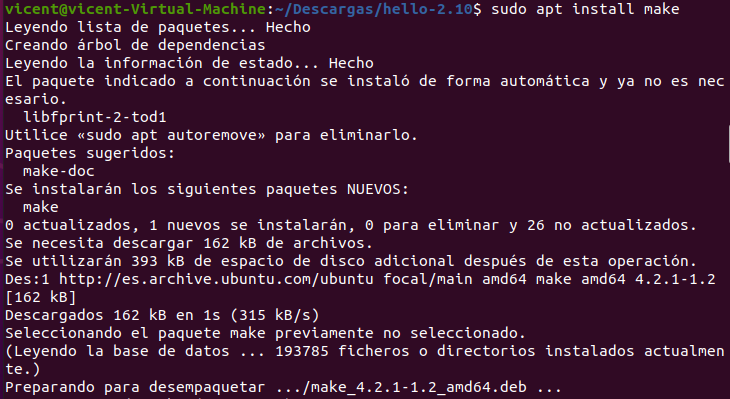 vicent@vicent-Virtual-Machine:~/Descargas/hello-2.10$ sudo apt install make
Leyendo lista de paquetes... Hecho
Creando árbol de dependencias
Leyendo la información de estado... Hecho
El paquete indicado a continuación se instaló de forma automática y ya no es nec
esario.
  libfprint-2-tod1
Utilice «sudo apt autoremove» para eliminarlo.
Paquetes sugeridos:
  make-doc
Se instalarán los siguientes paquetes NUEVOS:
  make
0 actualizados, 1 nuevos se instalarán, 0 para eliminar y 26 no actualizados.
Se necesita descargar 162 kB de archivos.
Se utilizarán 393 kB de espacio de disco adicional después de esta operación.
Des:1 http://es.archive.ubuntu.com/ubuntu focal/main amd64 make amd64 4.2.1-1.2
[162 kB]
Descargados 162 kB en 1s (315 kB/s)
Seleccionando el paquete make previamente no seleccionado.
(Leyendo la base de datos ... 193785 ficheros o directorios instalados actualmen
te.)
Preparando para desempaquetar .../make_4.2.1-1.2_amd64.deb ...